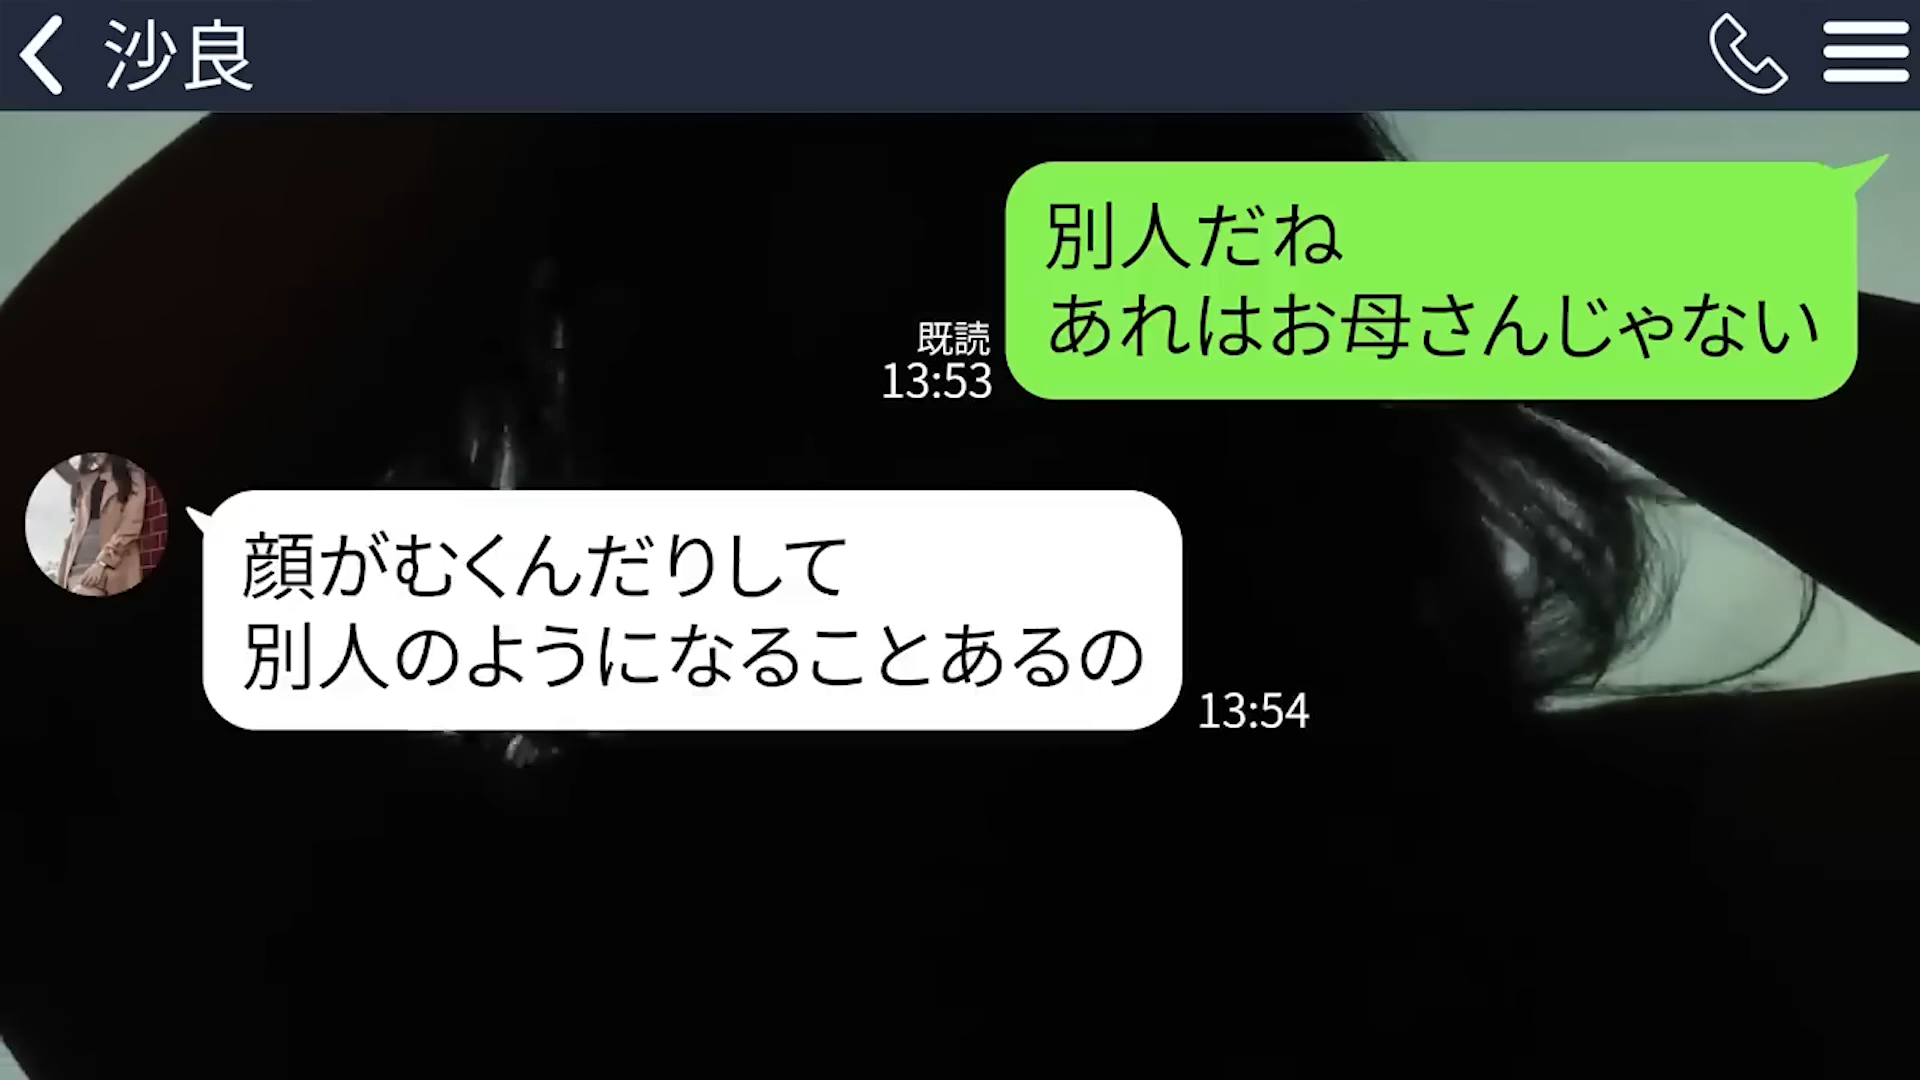 沙良
別人だね
あれはお母さんじゃない
既読
13:53
顔がむくんだりして
別人のようになることあるの
13:54